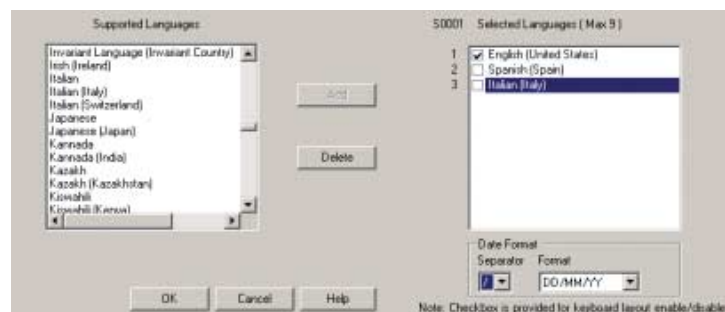 Supported Languages
Invariant Language (Invariant Country)
Irish (Ireland)
Italian
Italian (Italy)
Italian (Switzerland)
Japanese
Japanese (Japan)
Kannada
Kannada (India)
Kazakh
Kazakh (Kazakhstan)
Kiswahili
Kiswahili (Kenya)
Add
Delete
OK
Cancel
Help
S0001 Selected Languages ( Max 9 )
1 English (United States)
2 Spanish (Spain)
3 Italian (Italy)
Date Format
Separator Format
/ DD/MM/YY
Note: Checkbox is provided for keyboard layout enable/disable